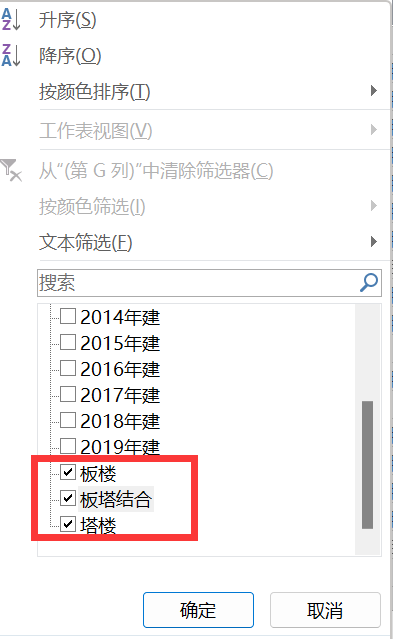 升序(S)
降序(O)
按颜色排序(T)
工作表视图(V)
从“(第 G 列)”中清除筛选器(C)
按颜色筛选(I)
文本筛选(F)
搜索
2014年建
2015年建
2016年建
2017年建
2018年建
2019年建
板楼
板塔结合
塔楼
确定
取消